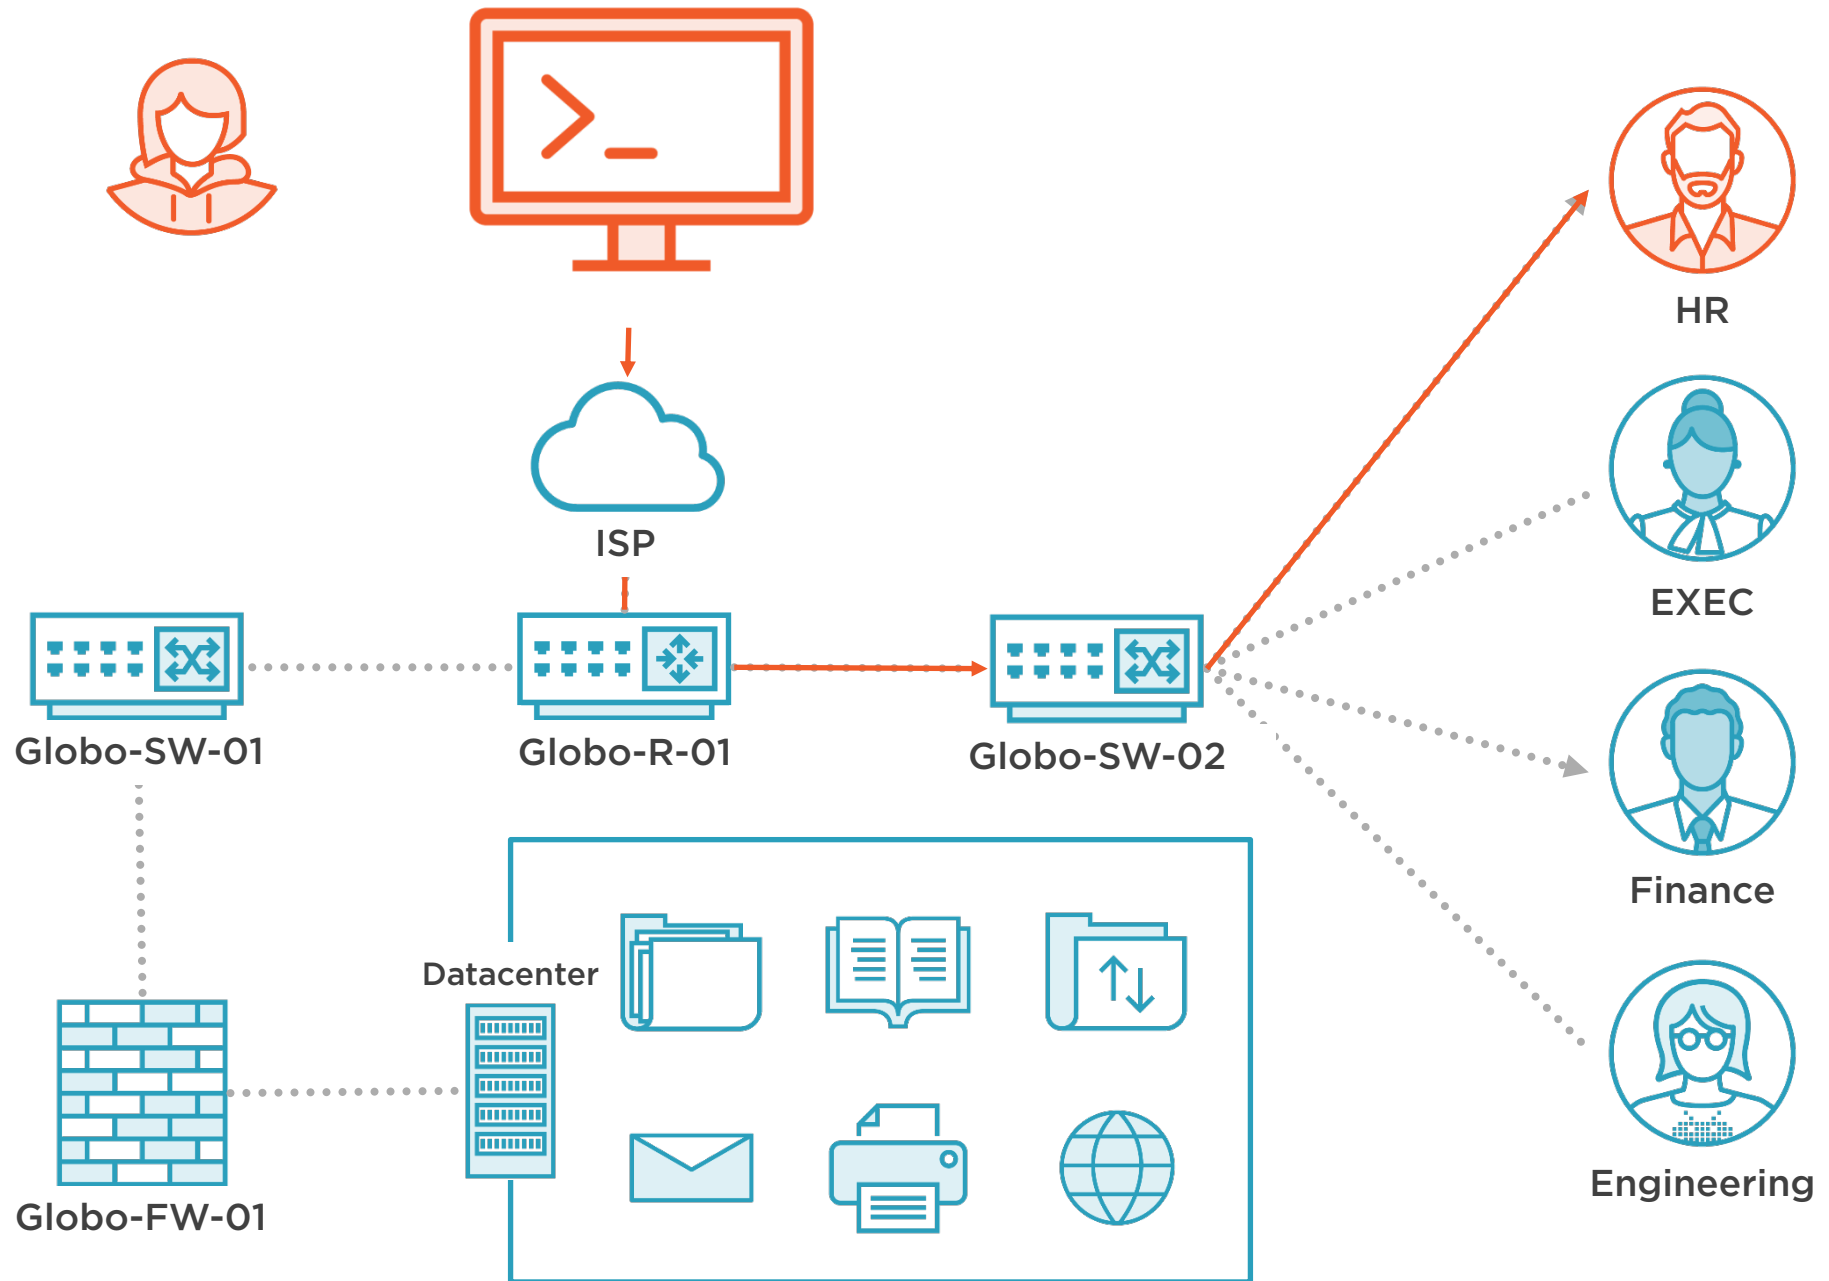 HR
ISP
EXEC
Globo-SW-01
Globo-R-01
Globo-SW-02
Finance
Datacenter
Engineering
Globo-FW-01